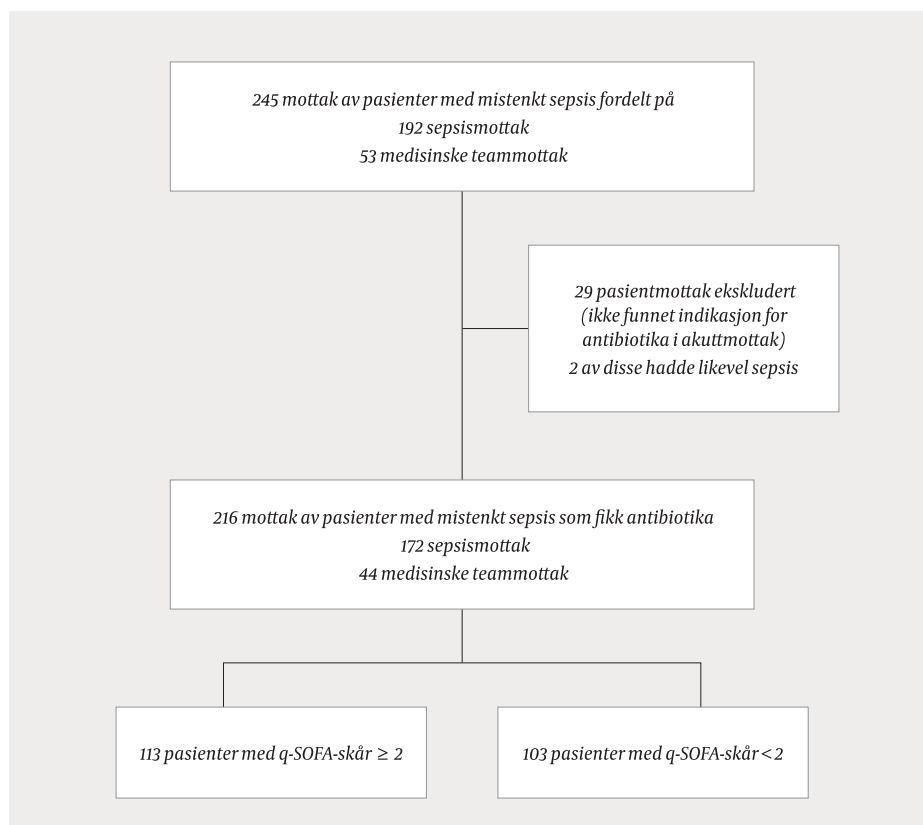 245 mottak av pasienter med mistenkt sepsis fordelt på
192 sepsismottak
53 medisinske teammottak
29 pasientmottak ekskludert
(ikke funnet indikasjon for
antibiotika i akuttmottak)
2 av disse hadde likevel sepsis
216 mottak av pasienter med mistenkt sepsis som fikk antibiotika
172 sepsismottak
44 medisinske teammottak
113 pasienter med q-SOFA-skår ≥ 2
103 pasienter med q-SOFA-skår < 2